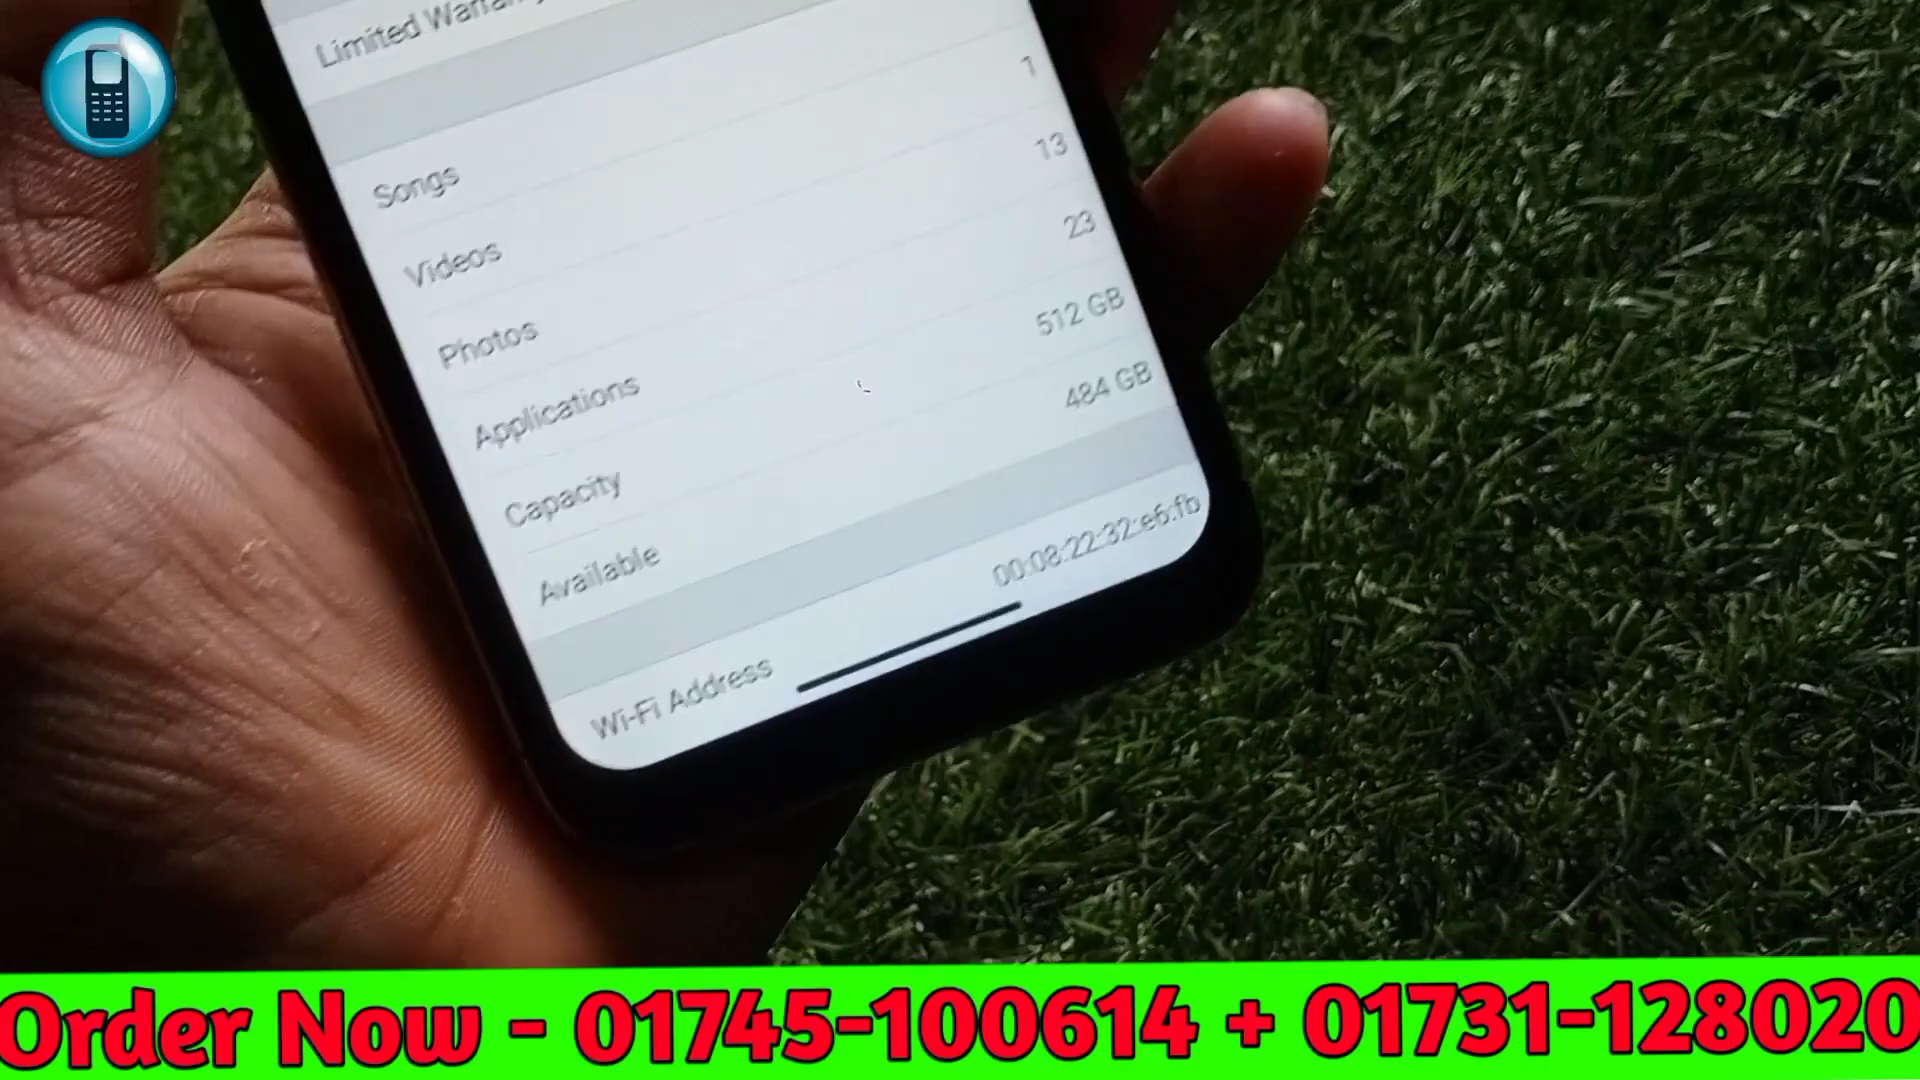 Limited Warranty
Songs 1
Videos 13
Photos 23
Applications 512 GB
Capacity 484 GB
Available
Wi-Fi Address 00:08:22:32:e6:fb
Order Now - 01745-100614 + 01731-128020